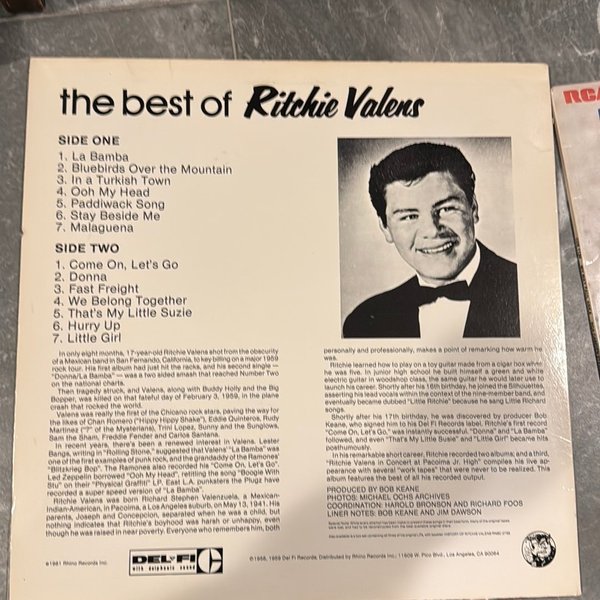 the best of Ritchie Valens
SIDE ONE
1. La Bamba
2. Bluebirds Over the Mountain
3. In a Turkish Town
4. Ooh My Head
5. Paddiwack Song
6. Stay Beside Me
7. Malaguena
SIDE TWO
1. Come On, Let's Go
2. Donna
3. Fast Freight
4. We Belong Together
5. That's My Little Suzie
6. Hurry Up
7. Little Girl
In only eight months, 17-year-old Ritchie Valens shot from the obscurity
of a Mexican band in San Fernando, California, to key billing on a major 1959
rock tour. His first album had just hit the racks, and his second single —
"Donna/La Bamba" — was a two sided smash that reached Number Two
on the national charts.
Then tragedy struck, and Valens, along with Buddy Holly and the Big
Bopper, was killed on that fateful day of February 3, 1959, in the plane
crash that rocked the world.
Valens was really the first of the Chicano rock stars, paving the way for
the likes of Chan Romero ("Hippy Hippy Shake"), Eddie Quinteros, Rudy
Martinez ("?" of the Mysterians), Trini Lopez, Sunny and the Sunglows,
Sam the Sham, Freddie Fender and Carlos Santana.
In recent years, there's been a renewed interest in Valens. Lester
Bangs, writing in "Rolling Stone," suggested that Valens' "La Bamba" was
one of the first examples of punk rock, and the grandaddy of the Ramones'
"Blitzkrieg Bop". The Ramones also recorded his "Come On, Let's Go".
Led Zeppelin borrowed "Ooh My Head", retitling the song "Boogie With
Stu" on their "Physical Graffiti" LP. East L.A. punksters the Plugz have
recorded a super speed version of "La Bamba".
Ritchie Valens was born Richard Stephen Valenzuela, a Mexican-
Indian-American, in Pacoima, a Los Angeles suburb, on May 13, 1941. His
parents, Joseph and Concepcion, separated when he was a child, but
nothing indicates that Ritchie's boyhood was harsh or unhappy, even
though he was raised in near poverty. Everyone who remembers him, both
personally and professionally, makes a point of remarking how warm he
was.
Ritchie learned how to play on a toy guitar made from a cigar box when
he was five. In junior high school he built himself a green and white
electric guitar in woodshop class, the same guitar he would later use to
launch his career. Shortly after his 16th birthday, he joined the Silhouettes,
asserting his lead vocals within the context of the nine-member band, and
eventually became dubbed "Little Ritchie" because he sang Little Richard
songs.
Shortly after his 17th birthday, he was discovered by producer Bob
Keane, who signed him to his Del Fi Records label. Ritchie's first record
"Come On, Let's Go," was instantly successful. "Donna" and "La Bamba"
followed, and even "That's My Little Susie" and "Little Girl" became hits
posthumously.
In his remarkable short career, Ritchie recorded two albums; and a third,
"Ritchie Valens in Concert at Pacoima Jr. High" compiles his live ap-
pearance with several "work tapes" that were never to be realized. This
album features the best of all his recorded output.
PRODUCED BY BOB KEANE
PHOTOS: MICHAEL OCHS ARCHIVES
COORDINATION: HAROLD BRONSON and RICHARD FOOS
LINER NOTES: BOB KEANE AND JIM DAWSON
©1981 Rhino Records Inc.
DEL-FI
with dolphonic sound
©1958, 1959 Del Fi Records; Distributed by Rhino Records Inc.; 11609 W. Pico Blvd., Los Angeles, CA 90064
RCA